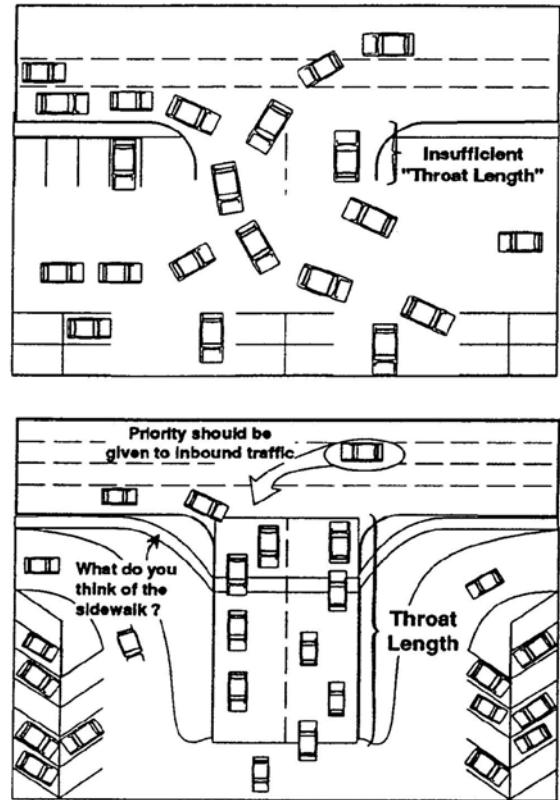 Insufficient
"Throat Length"
Priority should be
given to inbound traffic
What do you
think of the
sidewalk ?
Throat
Length